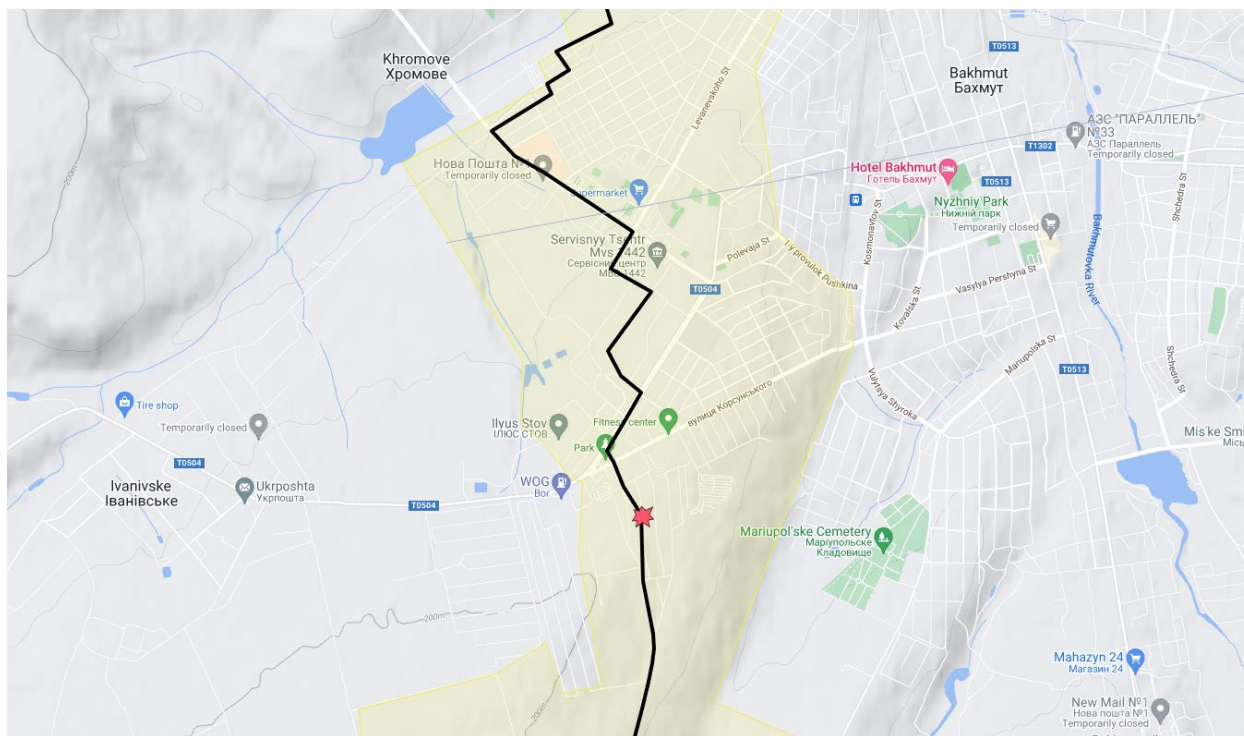 Khromove
Хромове
T0513
Bakhmut
Бахмут
АЗС "ПАРАЛЛЕЛЬ"
№33
АЗС Параллель
Temporarily closed
Levanevskoho St
Нова Пошта №1
Temporarily closed
Supermarket
T1302
Hotel Bakhmut
Готель Бахмут
T0513
Nyzhniy Park
Нижній парк
Temporarily closed
Kosmonavtov St
Shchedra St
Bakhmutovka River
Servisnyy Tsentr
Mvs 1442
Сервісний центр
МВС 1442
Polevaja St
1-y provulok Pushkina
T0504
Vasylya Pershyna St
Kovalska St
Mariupolska St
T0513
Shchedra St
Vulytsya Shyroka
вулиця Корсунського
Tire shop
Temporarily closed
Ilyus Stov
ІЛЮС СТОВ
Fitness center
Park
T0504
Ivanivske
Іванівське
Ukrposhta
Укрпошта
T0504
WOG
Bor
Mariupol'ske Cemetery
Маріупольске
Кладовище
200m
200m
200m
Mahazyn 24
Магазин 24
New Mail №1
Нова пошта №1
Temporarily closed